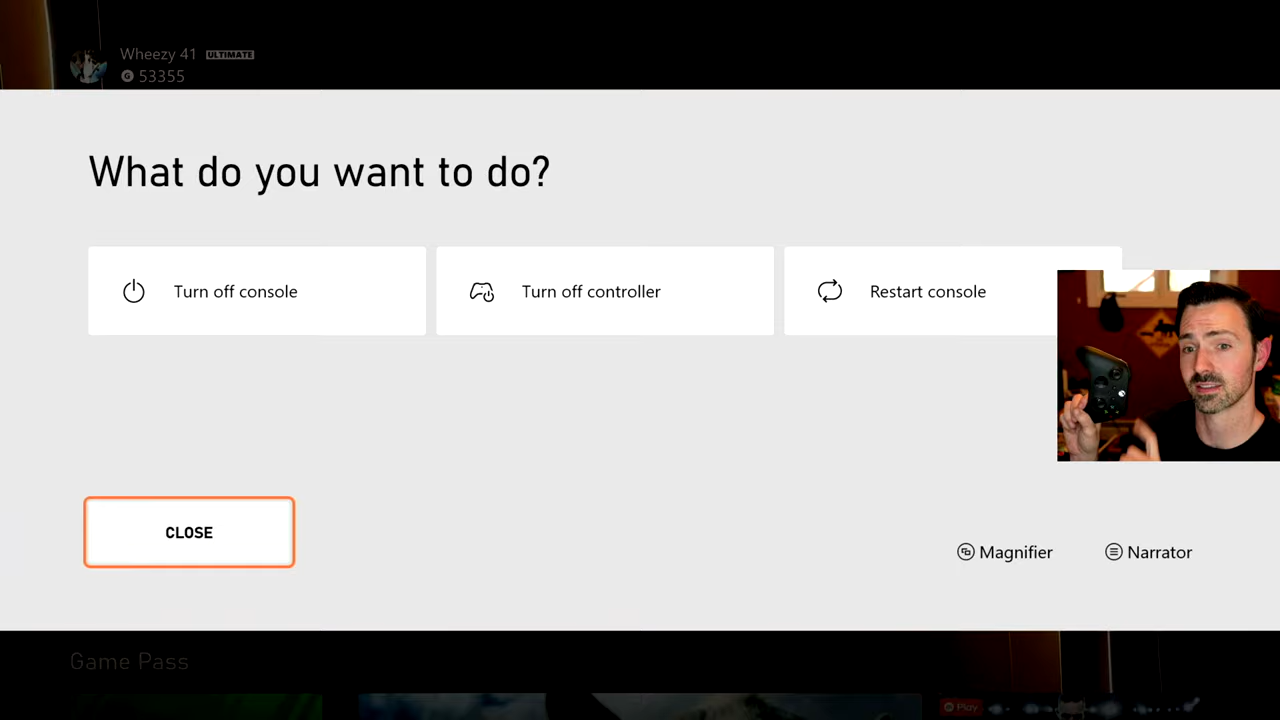 Wheezy 41 ULTIMATE
G 53355
What do you want to do?
Turn off console
Turn off controller
Restart console
CLOSE
Magnifier
Narrator
Game Pass
Play